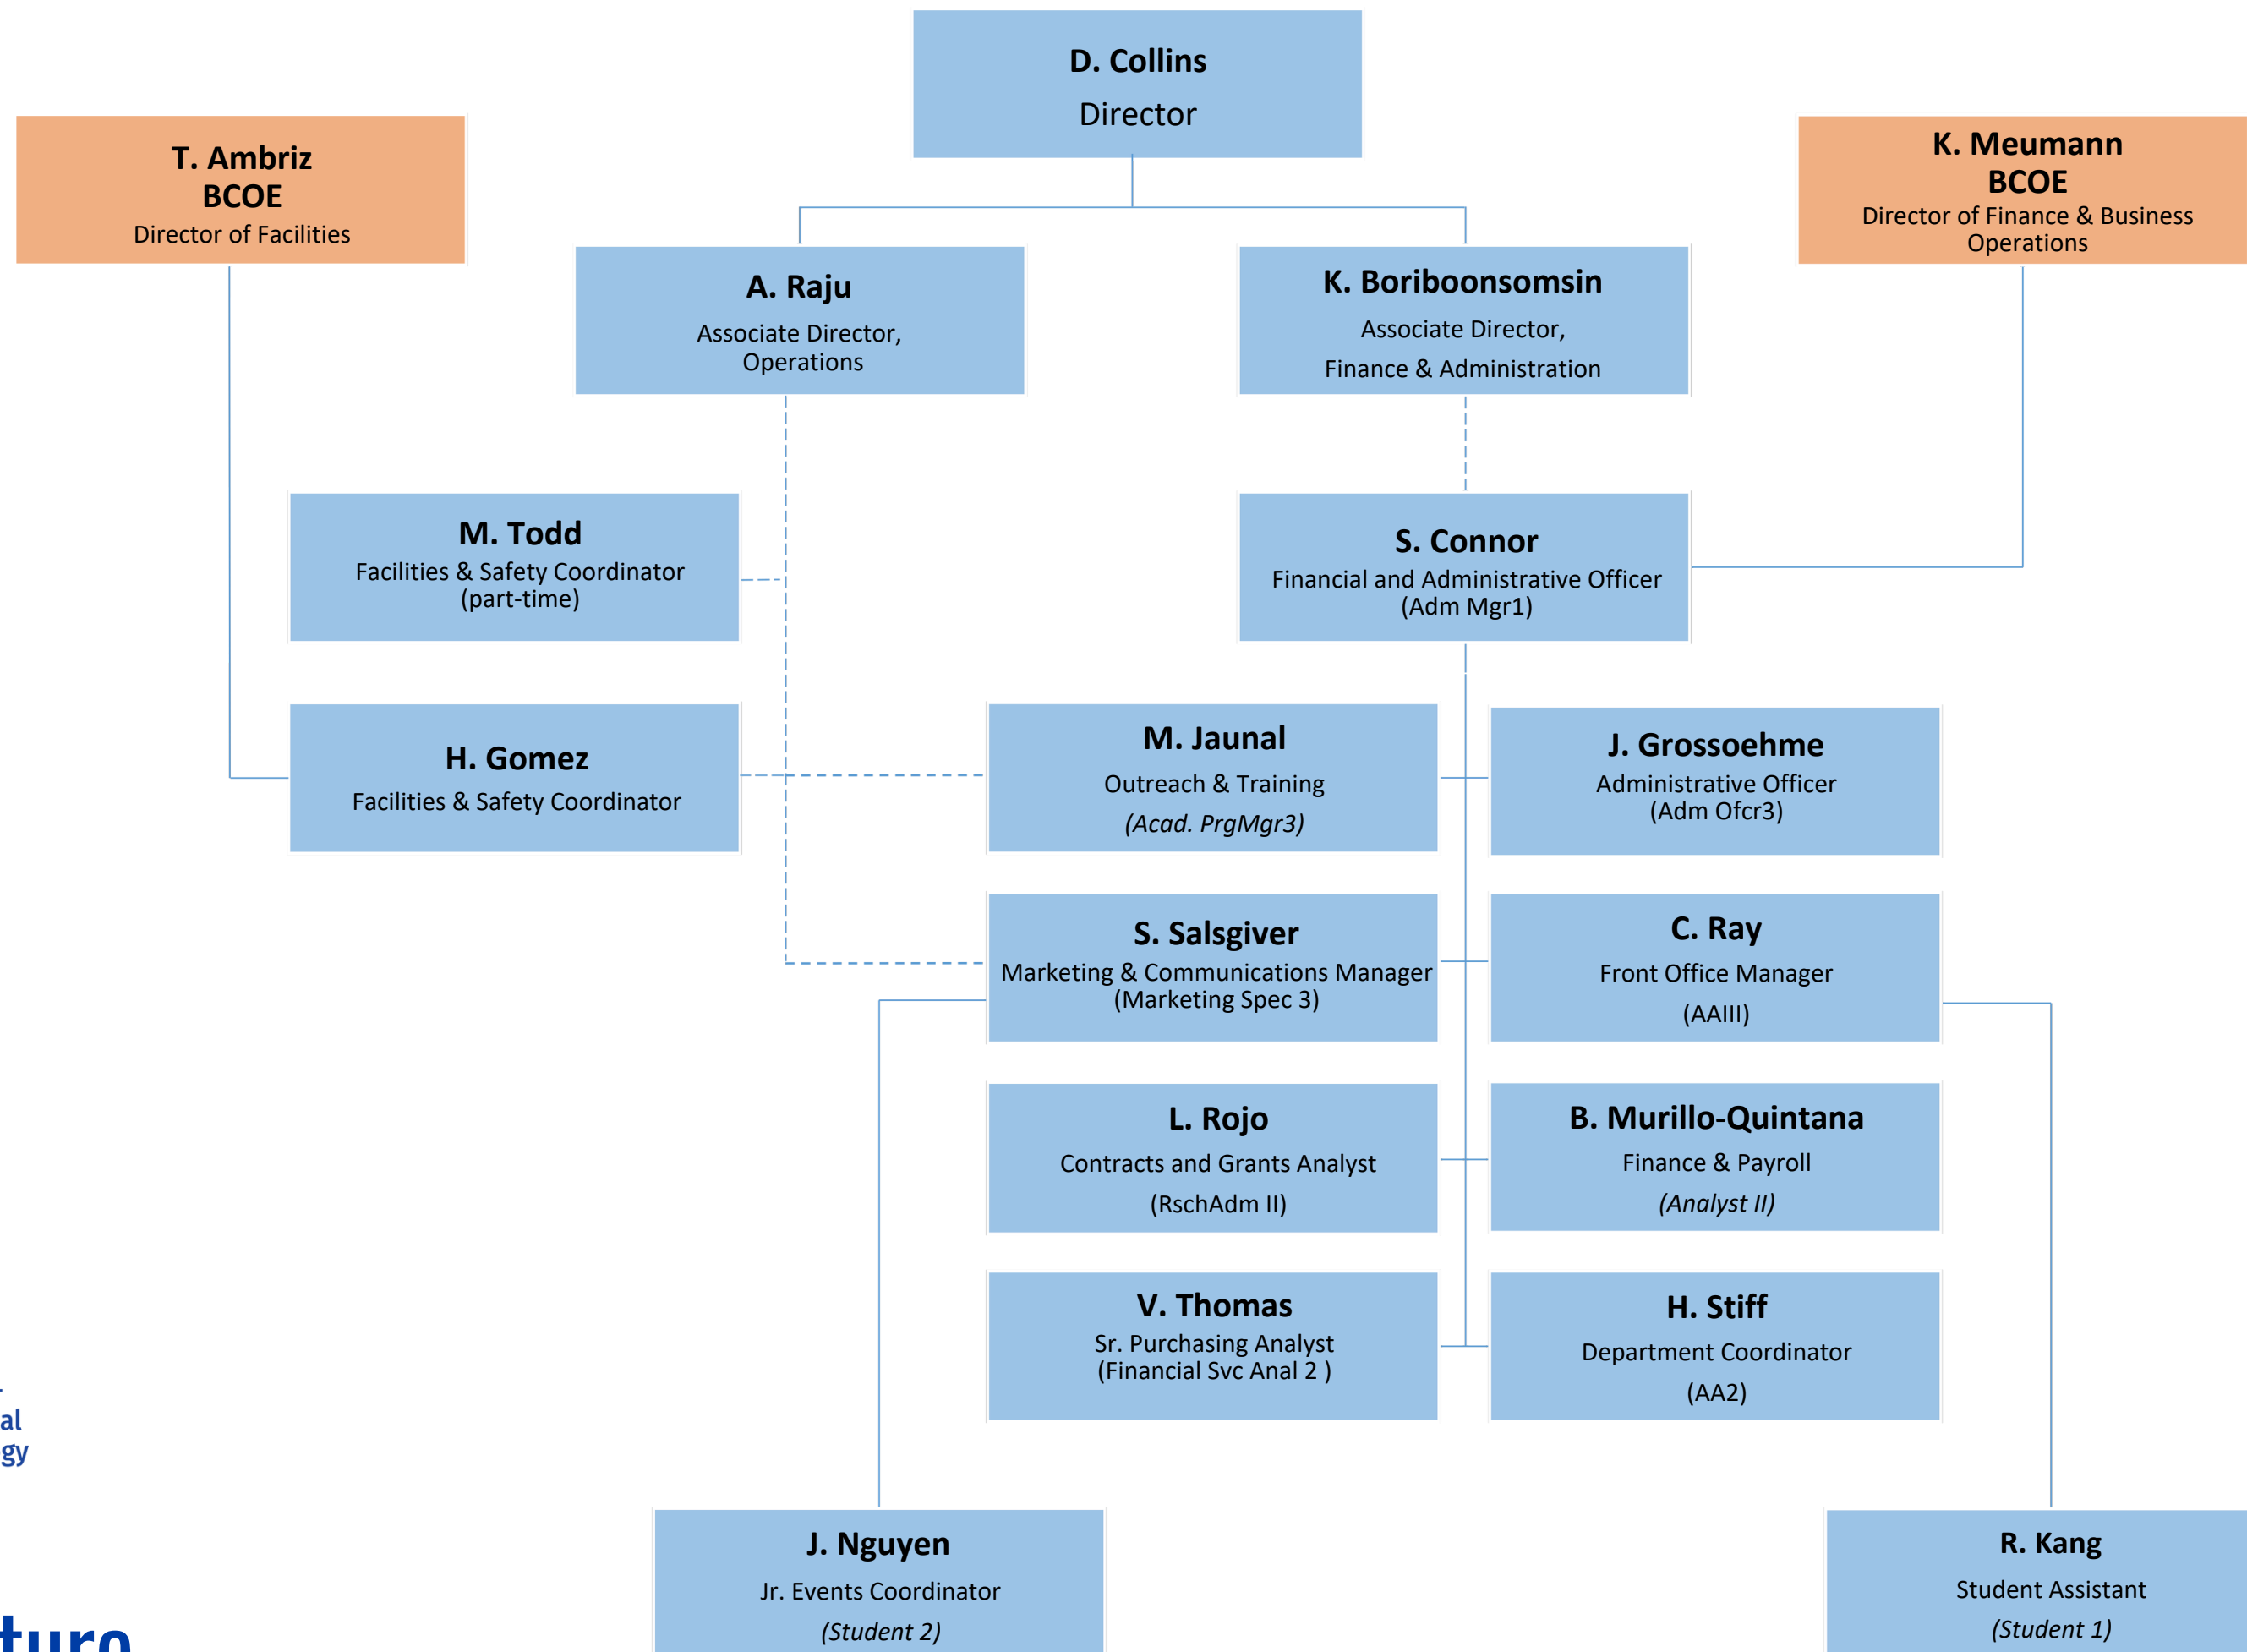 D. Collins
Director
T. Ambriz
BCOE
Director of Facilities
K. Meumann
BCOE
Director of Finance & Business
Operations
A. Raju
Associate Director,
Operations
K. Boriboonsomsin
Associate Director,
Finance & Administration
M. Todd
Facilities & Safety Coordinator
(part-time)
S. Connor
Financial and Administrative Officer
(Adm Mgr1)
H. Gomez
Facilities & Safety Coordinator
M. Jaunal
Outreach & Training
(Acad. PrgMgr3)
J. Grossoehme
Administrative Officer
(Adm Ofcr3)
S. Salsgiver
Marketing & Communications Manager
(Marketing Spec 3)
C. Ray
Front Office Manager
(AAIII)
L. Rojo
Contracts and Grants Analyst
(RschAdm II)
B. Murillo-Quintana
Finance & Payroll
(Analyst II)
V. Thomas
Sr. Purchasing Analyst
(Financial Svc Anal 2 )
H. Stiff
Department Coordinator
(AA2)
al
gy
J. Nguyen
Jr. Events Coordinator
(Student 2)
R. Kang
Student Assistant
(Student 1)